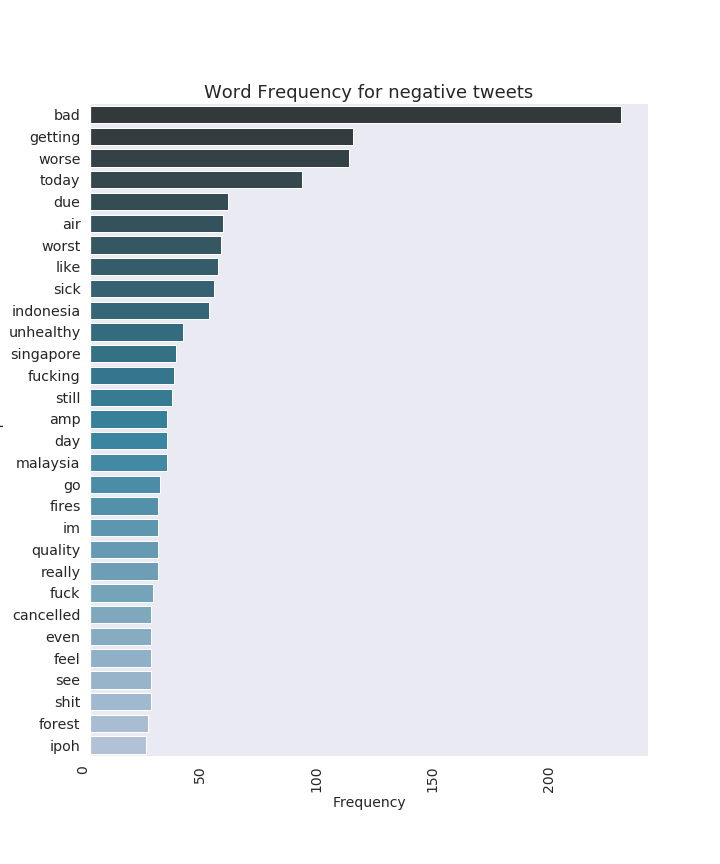 Word Frequency for negative tweets
bad
getting
worse
today
due
air
worst
like
sick
indonesia
unhealthy
singapore
fucking
still
amp
day
malaysia
go
fires
im
quality
really
fuck
cancelled
even
feel
see
shit
forest
ipoh
0
50
100
150
200
Frequency